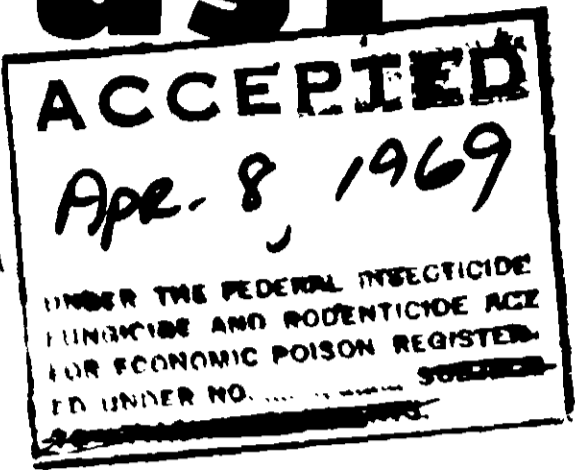 ust
ACCEPTED
Apr. 8, 1969
UNDER THE FEDERAL INSECTICIDE
FUNGICIDE AND RODENTICIDE ACT
FOR ECONOMIC POISON REGISTER-
ED UNDER NO.